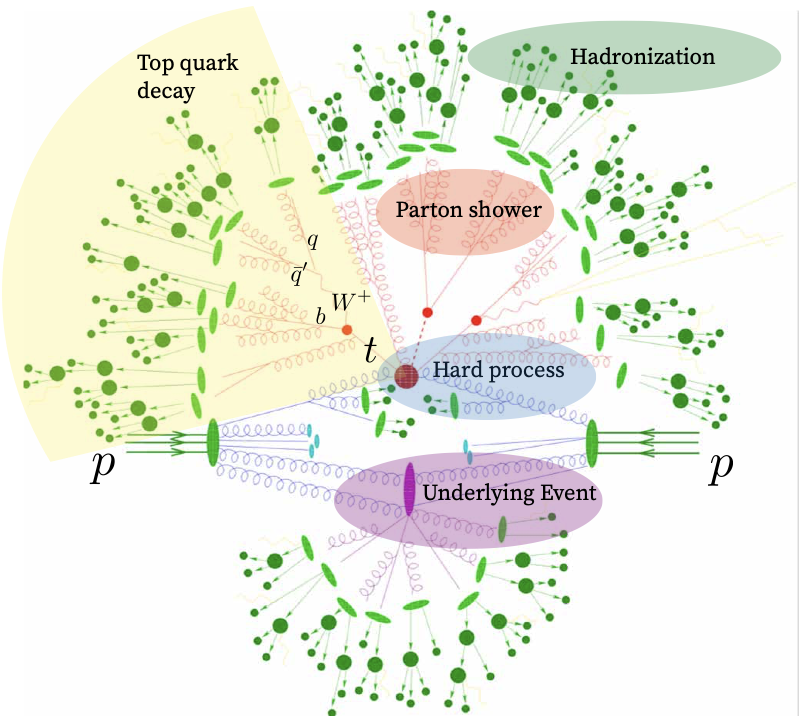 Top quark
decay
Hadronization
Parton shower
q
q̄′
W⁺
b
t
Hard process
p
p
Underlying Event